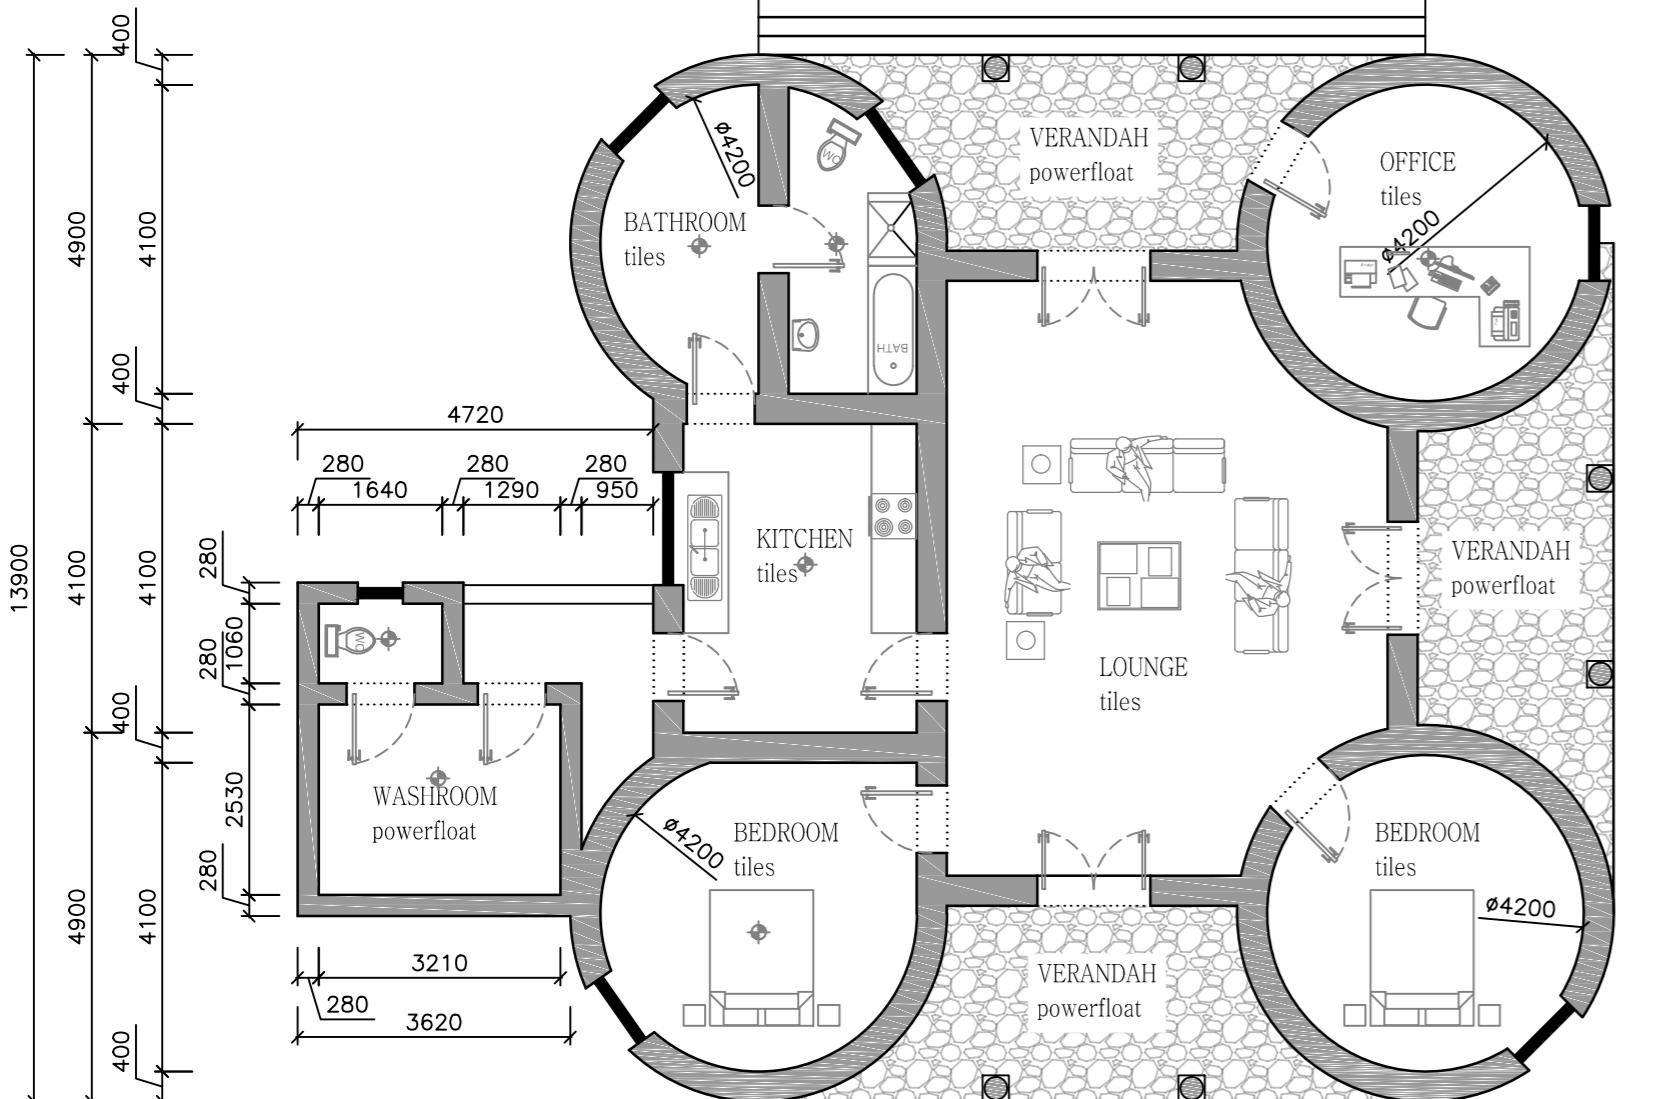 400
VERANDAH
powerfloat
OFFICE
tiles
ø4200
WC
BATHROOM
tiles
ø4200
4900
4100
BATH
400
4720
280
280
280
1640
1290
950
KITCHEN
tiles
VERANDAH
powerfloat
13900
4100
4100
280
WC
1060
280
LOUNGE
tiles
400
WASHROOM
powerfloat
2530
280
ø4200
BEDROOM
tiles
BEDROOM
tiles
ø4200
4900
4100
3210
280
3620
VERANDAH
powerfloat
400